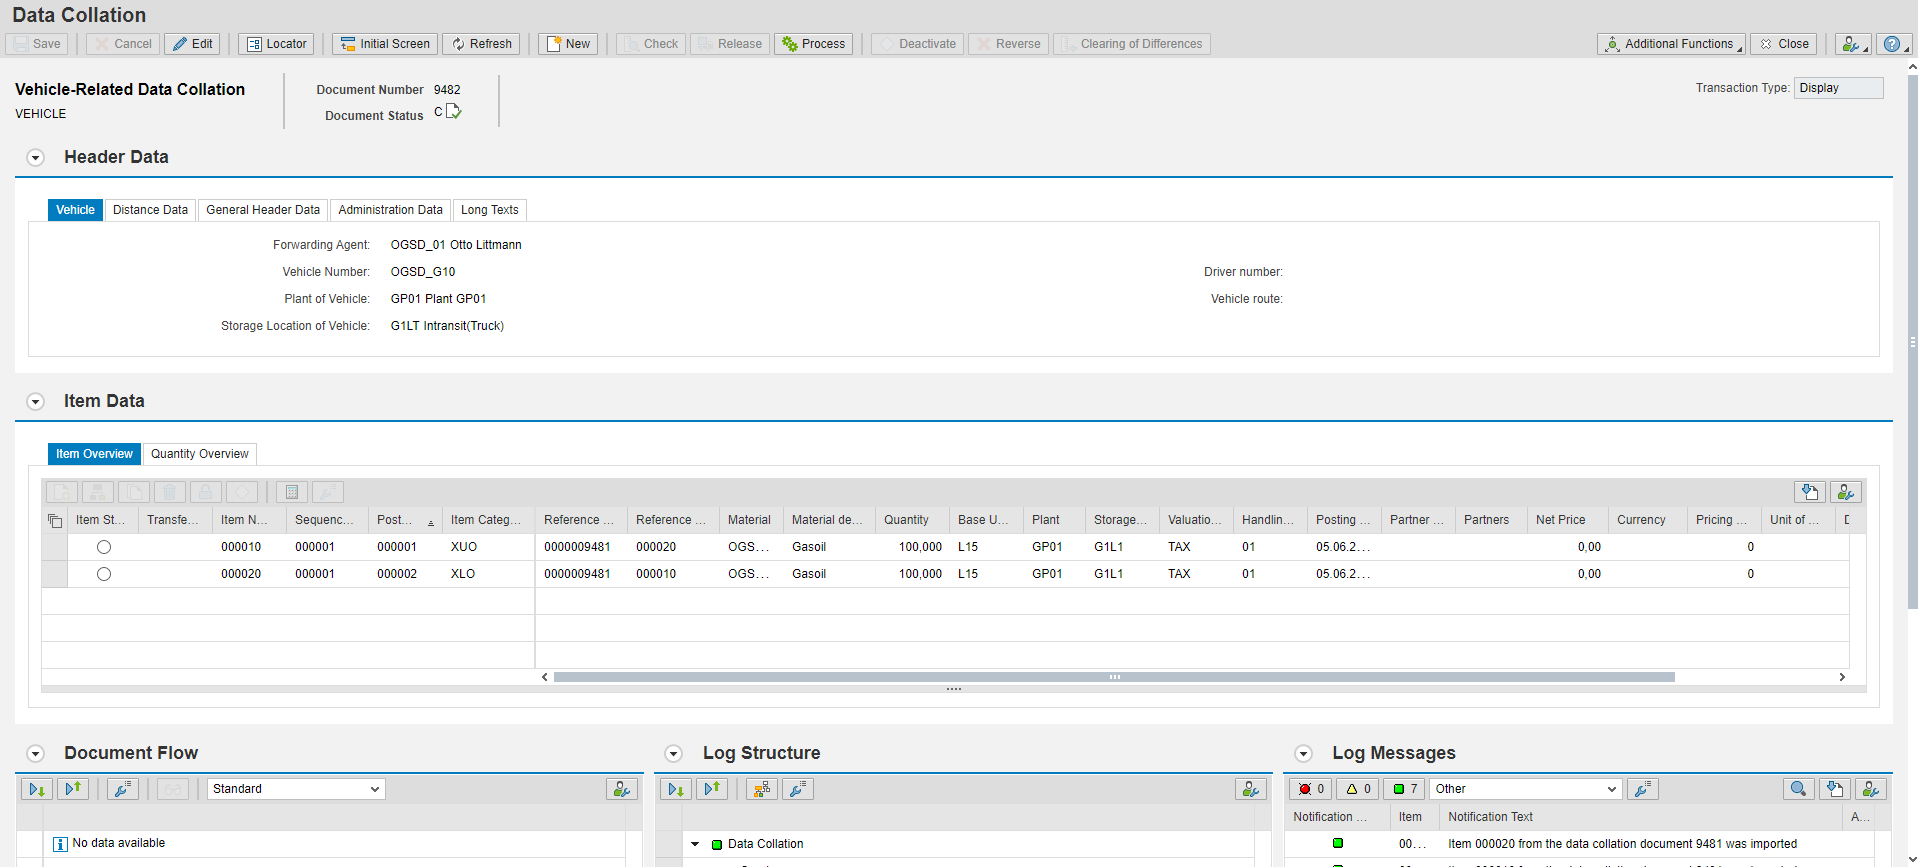 Data Collation
Save Cancel Edit Locator Initial Screen Refresh New Check Release Process Deactivate Reverse Clearing of Differences Additional Functions Close
Vehicle-Related Data Collation Document Number 9482 Transaction Type: Display
VEHICLE Document Status C
Header Data
Vehicle Distance Data General Header Data Administration Data Long Texts
Forwarding Agent: OGSD_01 Otto Littmann
Vehicle Number: OGSD_G10 Driver number:
Plant of Vehicle: GP01 Plant GP01 Vehicle route:
Storage Location of Vehicle: G1LT Intransit(Truck)
Item Data
Item Overview Quantity Overview
Item St... Transfe... Item N... Sequenc... Post... Item Categ... Reference ... Reference ... Material Material de... Quantity Base U... Plant Storage... Valuatio... Handlin... Posting ... Partner ... Partners Net Price Currency Pricing ... Unit of ...
000010 000001 000001 XUO 0000009481 000020 OGS... Gasoil 100,000 L15 GP01 G1L1 TAX 01 05.06.2... 0,00 0
000020 000001 000002 XLO 0000009481 000010 OGS... Gasoil 100,000 L15 GP01 G1L1 TAX 01 05.06.2... 0,00 0
Document Flow Log Structure Log Messages
Standard 0 0 7 Other
Notification ... Item Notification Text A...
No data available Data Collation 00... Item 000020 from the data collation document 9481 was imported